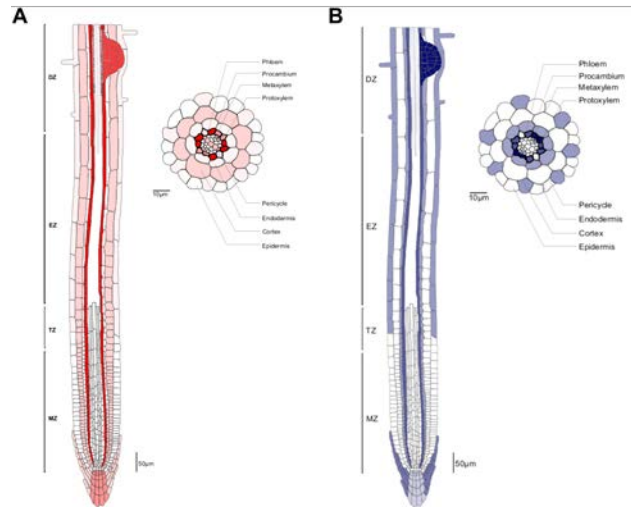 A
DZ
EZ
TZ
MZ
Phloem
Procambium
Metaxylem
Protoxylem
10µm
Pericycle
Endodermis
Cortex
Epidermis
50µm
B
DZ
EZ
TZ
MZ
Phloem
Procambium
Metaxylem
Protoxylem
10µm
Pericycle
Endodermis
Cortex
Epidermis
50µm